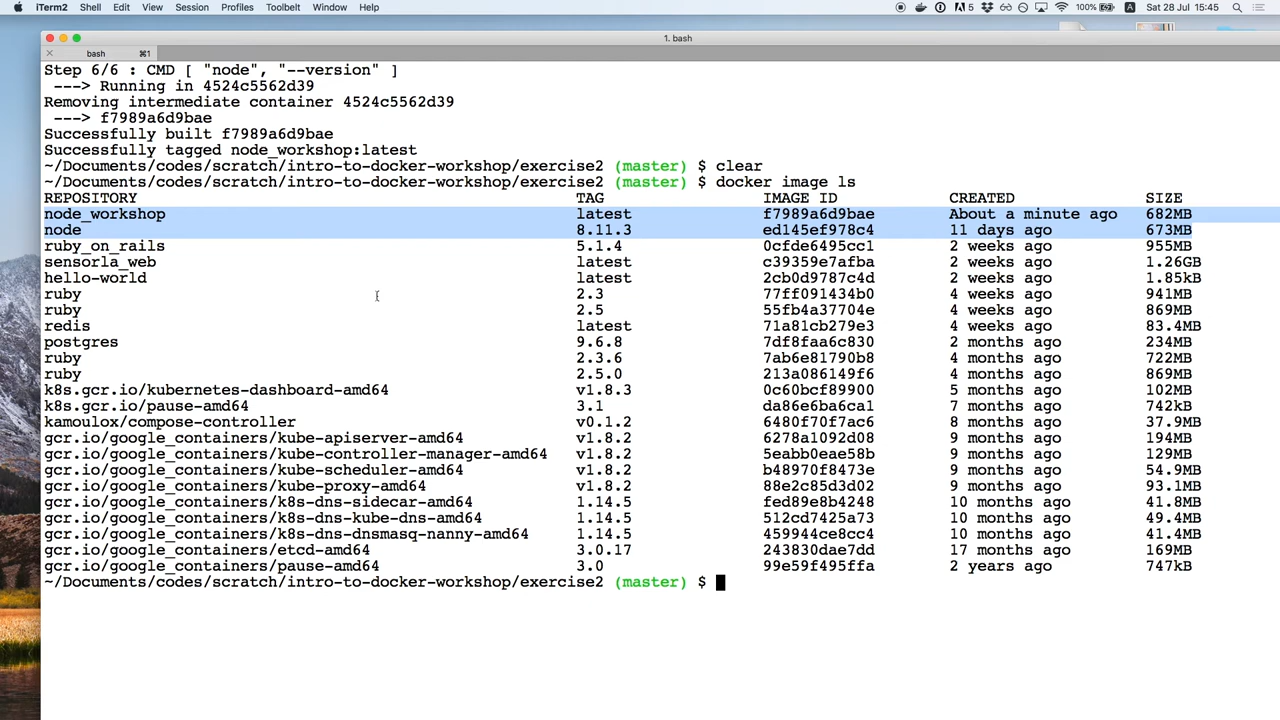 iTerm2 Shell Edit View Session Profiles Toolbelt Window Help 5 100% Sat 28 Jul 15:45
1. bash
bash ⌘1
Step 6/6 : CMD [ "node", "--version" ]
---> Running in 4524c5562d39
Removing intermediate container 4524c5562d39
---> f7989a6d9bae
Successfully built f7989a6d9bae
Successfully tagged node_workshop:latest
~/Documents/codes/scratch/intro-to-docker-workshop/exercise2 (master) $ clear
~/Documents/codes/scratch/intro-to-docker-workshop/exercise2 (master) $ docker image ls
REPOSITORY TAG IMAGE ID CREATED SIZE
node_workshop latest f7989a6d9bae About a minute ago 682MB
node 8.11.3 ed145ef978c4 11 days ago 673MB
ruby_on_rails 5.1.4 0cfde6495cc1 2 weeks ago 955MB
sensorla_web latest c39359e7afba 2 weeks ago 1.26GB
hello-world latest 2cb0d9787c4d 2 weeks ago 1.85kB
ruby 2.3 77ff091434b0 4 weeks ago 941MB
ruby 2.5 55fb4a37704e 4 weeks ago 869MB
redis latest 71a81cb279e3 4 weeks ago 83.4MB
postgres 9.6.8 7df8faa6c830 2 months ago 234MB
ruby 2.3.6 7ab6e81790b8 4 months ago 722MB
ruby 2.5.0 213a086149f6 4 months ago 869MB
k8s.gcr.io/kubernetes-dashboard-amd64 v1.8.3 0c60bcf89900 5 months ago 102MB
k8s.gcr.io/pause-amd64 3.1 da86e6ba6ca1 7 months ago 742kB
kamoulox/compose-controller v0.1.2 6480f70f7ac6 8 months ago 37.9MB
gcr.io/google_containers/kube-apiserver-amd64 v1.8.2 6278a1092d08 9 months ago 194MB
gcr.io/google_containers/kube-controller-manager-amd64 v1.8.2 5eabb0eae58b 9 months ago 129MB
gcr.io/google_containers/kube-scheduler-amd64 v1.8.2 b48970f8473e 9 months ago 54.9MB
gcr.io/google_containers/kube-proxy-amd64 v1.8.2 88e2c85d3d02 9 months ago 93.1MB
gcr.io/google_containers/k8s-dns-sidecar-amd64 1.14.5 fed89e8b4248 10 months ago 41.8MB
gcr.io/google_containers/k8s-dns-kube-dns-amd64 1.14.5 512cd7425a73 10 months ago 49.4MB
gcr.io/google_containers/k8s-dns-dnsmasq-nanny-amd64 1.14.5 459944ce8cc4 10 months ago 41.4MB
gcr.io/google_containers/etcd-amd64 3.0.17 243830dae7dd 17 months ago 169MB
gcr.io/google_containers/pause-amd64 3.0 99e59f495ffa 2 years ago 747kB
~/Documents/codes/scratch/intro-to-docker-workshop/exercise2 (master) $